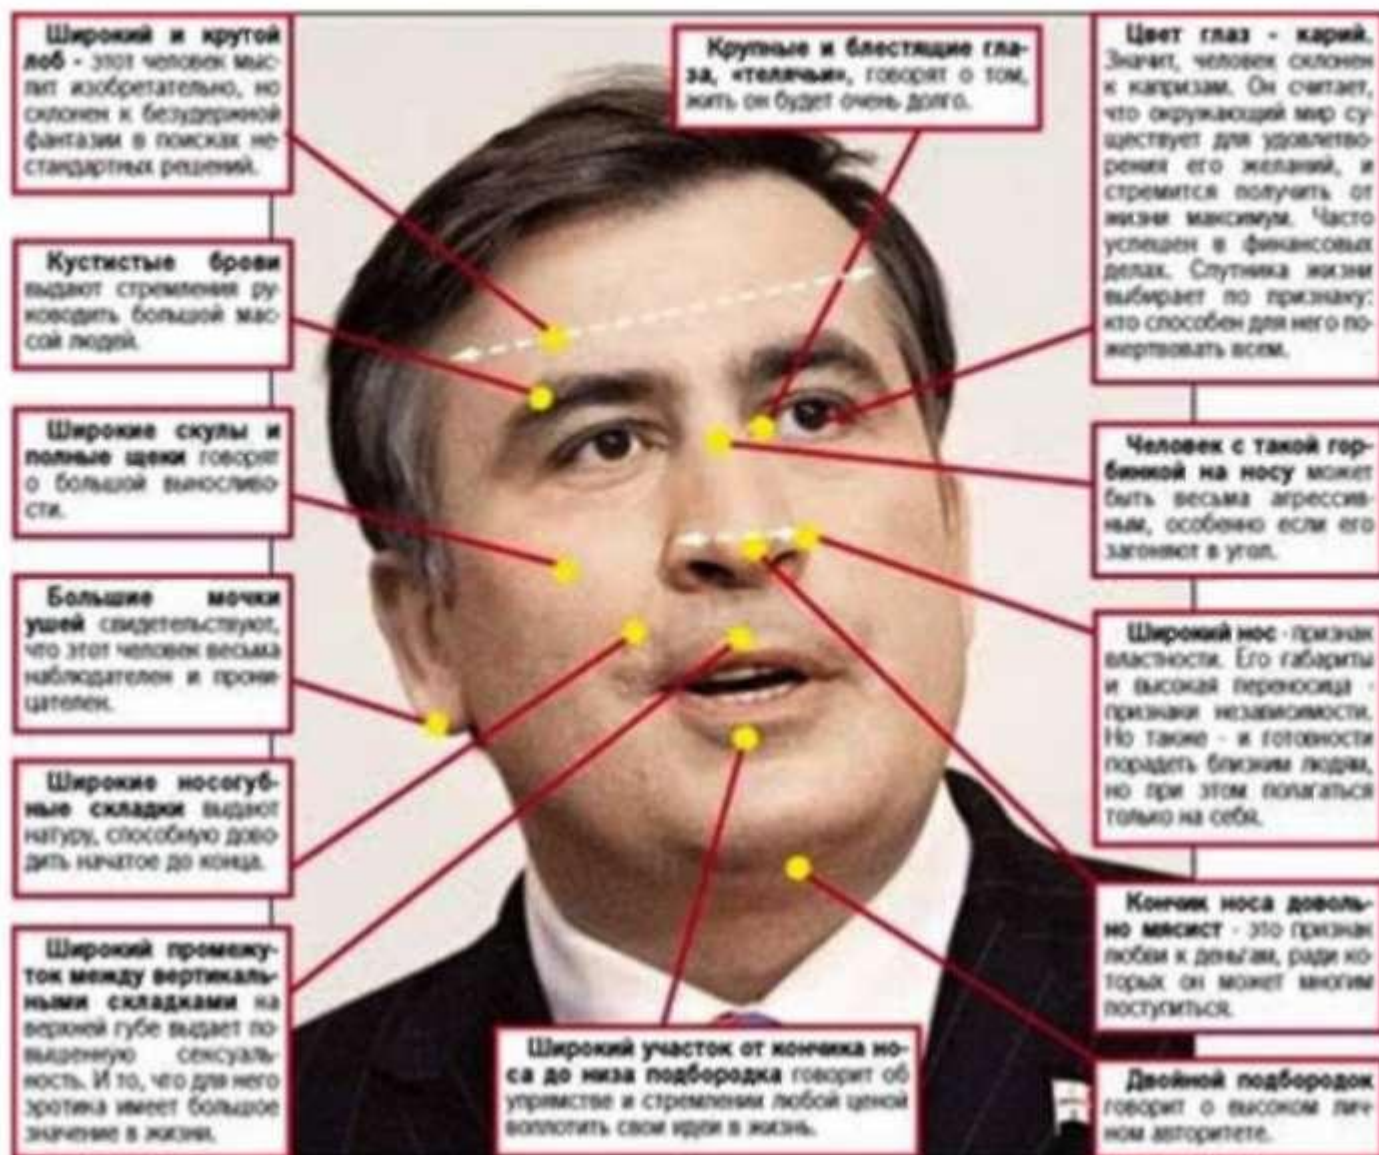 Широкий и крутой
лоб - этот человек мыс-
лит изобретательно, но
склонен к безудержной
фантазии в поисках не-
стандартных решений.
Кустистые брови
выдают стремления ру-
ководить большой мас-
сой людей.
Широкие скулы и
полные щеки говорят
о большой выносливо-
сти.
Большие мочки
ушей свидетельствуют,
что этот человек весьма
наблюдателен и прони-
цателен.
Широкие носогуб-
ные складки выдают
натуру, способную дово-
дить начатое до конца.
Широкий промежу-
ток между вертикаль-
ными складками на
верхней губе выдает по-
вышенную сексуаль-
ность. И то, что для него
эротика имеет большое
значение в жизни.
Крупные и блестящие гла-
за, «телячьи», говорят о том,
жить он будет очень долго.
Широкий участок от кончика но-
са до низа подбородка говорит об
упрямстве и стремлении любой ценой
воплотить свои идеи в жизнь.
Цвет глаз - карий.
Значит, человек склонен
к капризам. Он считает,
что окружающий мир су-
ществует для удовлетво-
рения его желаний, и
стремится получить от
жизни максимум. Часто
успешен в финансовых
делах. Спутника жизни
выбирает по признаку:
кто способен для него по-
жертвовать всем.
Человек с такой гор-
бинкой на носу может
быть весьма агрессив-
ным, особенно если его
загоняют в угол.
Широкий нос - признак
властности. Его габариты
и высокая переносица -
признаки независимости.
Но также - и готовности
порадеть близким людям,
но при этом полагаться
только на себя.
Кончик носа доволь-
но мясист - это признак
любви к деньгам, ради ко-
торых он может многим
поступиться.
Двойной подбородок
говорит о высоком лич-
ном авторитете.